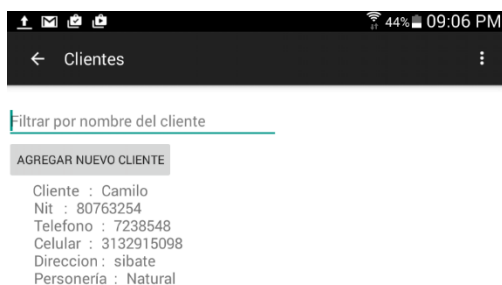 44% 09:06 PM
Clientes
Filtrar por nombre del cliente
AGREGAR NUEVO CLIENTE
Cliente : Camilo
Nit : 80763254
Telefono : 7238548
Celular : 3132915098
Direccion : sibate
Personería : Natural